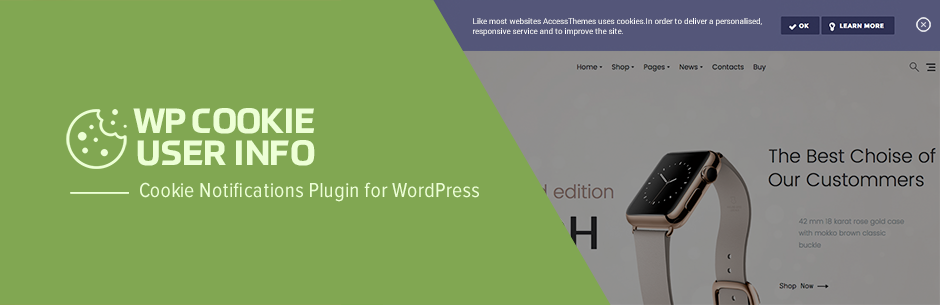 Like most websites AccessThemes uses cookies.In order to deliver a personalised,
responsive service and to improve the site.
OK
LEARN MORE
Home
Shop
Pages
News
Contacts
Buy
WP COOKIE
USER INFO
Cookie Notifications Plugin for WordPress
The Best Choise of
Our Custommers
edition
H
42 mm 18 karat rose gold case
with mokko brown classic
buckle
Shop Now